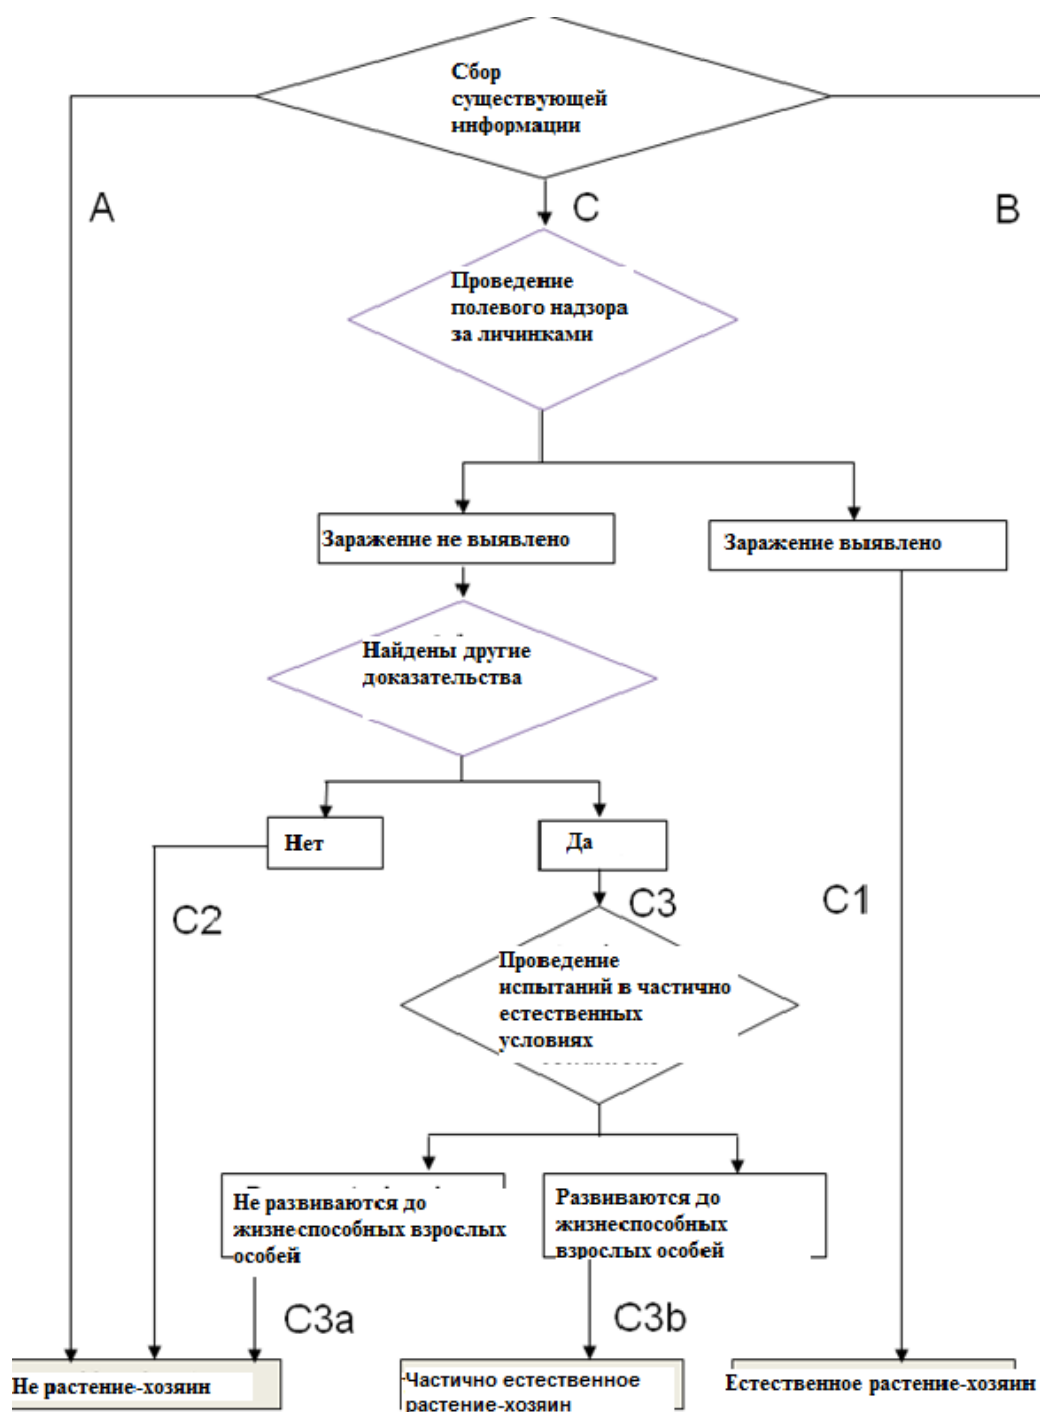 Сбор
существующей
информации
A
C
B
Проведение
полевого надзора
за личинками
Заражение не выявлено
Заражение выявлено
Найдены другие
доказательства
Нет
Да
C2
C3
C1
Проведение
испытаний в частично
естественных
условиях
Не развиваются до
жизнеспособных взрослых
особей
Развиваются до
жизнеспособных
взрослых особей
C3a
C3b
Не растение-хозяин
Частично естественное
растение-хозяин
Естественное растение-хозяин